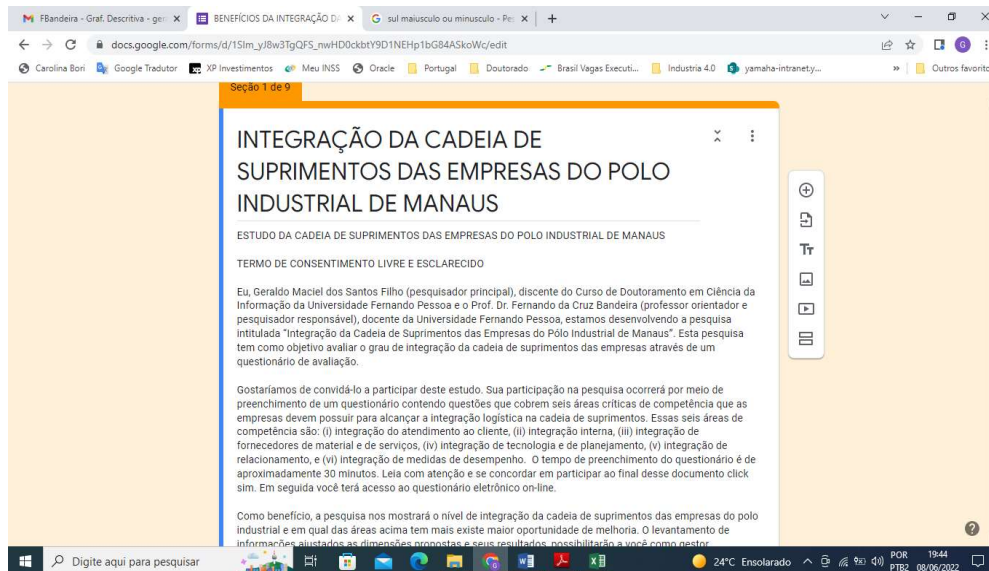 FBandeira - Graf. Descritiva - ger
BENEFÍCIOS DA INTEGRAÇÃO DA
sul maiusculo ou minusculo - Pes
docs.google.com/forms/d/1SIm_yJ8w3TgQFS_nwHD0ckbtY9D1NEHp1bG84ASkoWc/edit
Carolina Bori Google Tradutor XP Investimentos Meu INSS Oracle Portugal Doutorado Brasil Vagas Executi... Industria 4.0 yamaha-intranet.y... » Outros favorito
Seção 1 de 9
INTEGRAÇÃO DA CADEIA DE
SUPRIMENTOS DAS EMPRESAS DO POLO
INDUSTRIAL DE MANAUS
ESTUDO DA CADEIA DE SUPRIMENTOS DAS EMPRESAS DO POLO INDUSTRIAL DE MANAUS
TERMO DE CONSENTIMENTO LIVRE E ESCLARECIDO
Eu, Geraldo Maciel dos Santos Filho (pesquisador principal), discente do Curso de Doutoramento em Ciência da
Informação da Universidade Fernando Pessoa e o Prof. Dr. Fernando da Cruz Bandeira (professor orientador e
pesquisador responsável), docente da Universidade Fernando Pessoa, estamos desenvolvendo a pesquisa
intitulada "Integração da Cadeia de Suprimentos das Empresas do Pólo Industrial de Manaus". Esta pesquisa
tem como objetivo avaliar o grau de integração da cadeia de suprimentos das empresas através de um
questionário de avaliação.
Gostaríamos de convidá-lo a participar deste estudo. Sua participação na pesquisa ocorrerá por meio de
preenchimento de um questionário contendo questões que cobrem seis áreas críticas de competência que as
empresas devem possuir para alcançar a integração logística na cadeia de suprimentos. Essas seis áreas de
competência são: (i) integração do atendimento ao cliente, (ii) integração interna, (iii) integração de
fornecedores de material e de serviços, (iv) integração de tecnologia e de planejamento, (v) integração de
relacionamento, e (vi) integração de medidas de desempenho. O tempo de preenchimento do questionário é de
aproximadamente 30 minutos. Leia com atenção e se concordar em participar ao final desse documento click
sim. Em seguida você terá acesso ao questionário eletrônico on-line.
Como benefício, a pesquisa nos mostrará o nível de integração da cadeia de suprimentos das empresas do polo
industrial e em qual das áreas acima tem mais existe maior oportunidade de melhoria. O levantamento de
informações ajustados as dimensões propostas e seus resultados, possibilitarão a você como gestor
Tт
Digite aqui para pesquisar
24°C Ensolarado
POR
PTB2
19:44
08/06/2022